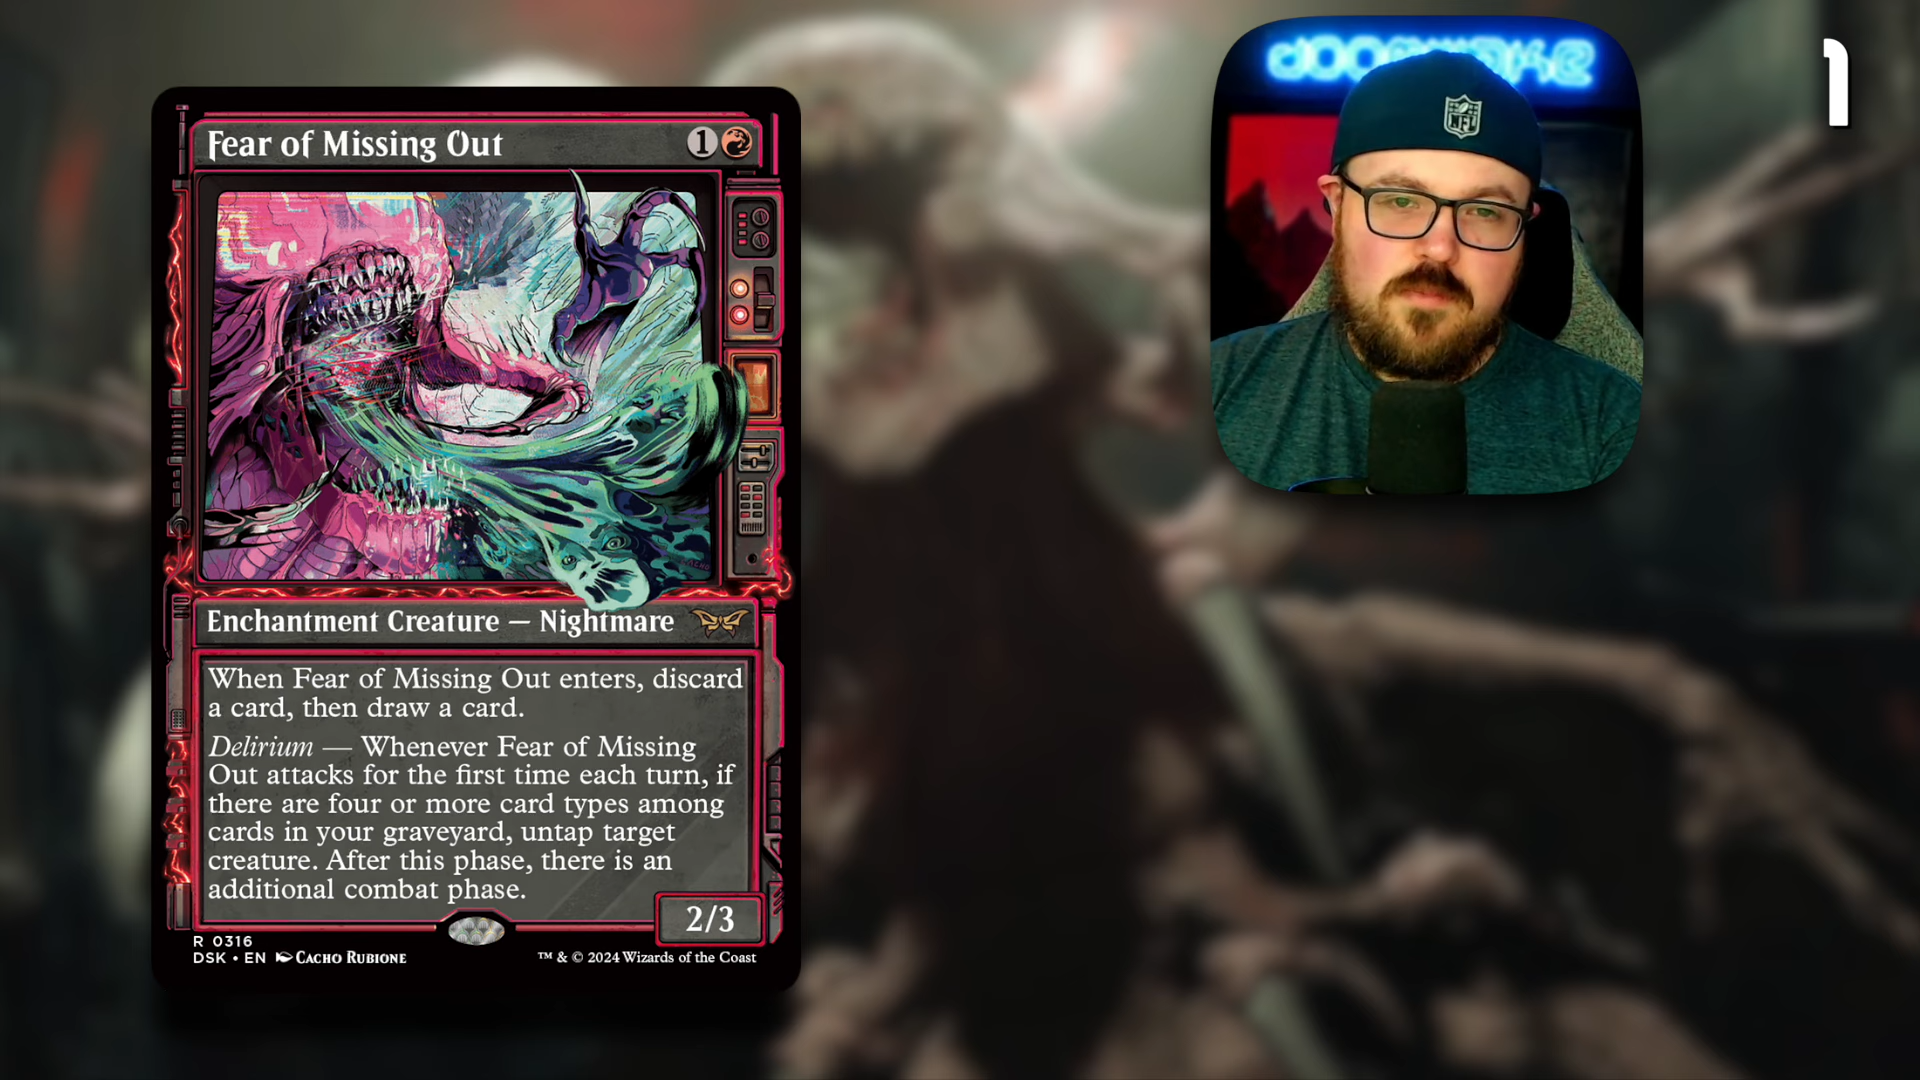 Fear of Missing Out 1
Enchantment Creature — Nightmare
When Fear of Missing Out enters, discard
a card, then draw a card.
Delirium — Whenever Fear of Missing
Out attacks for the first time each turn, if
there are four or more card types among
cards in your graveyard, untap target
creature. After this phase, there is an
additional combat phase.
2/3
R 0316
DSK • EN CACHO RUBIONE
™ & © 2024 Wizards of the Coast
NFL
1